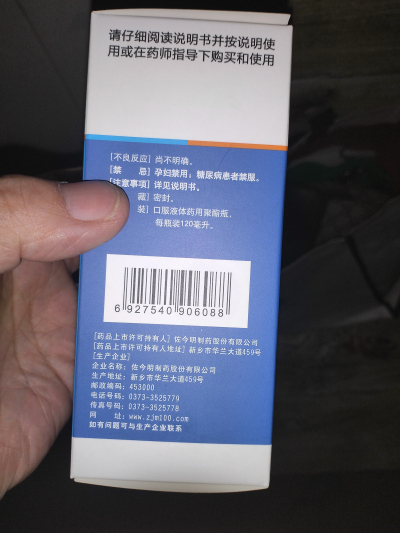 请仔细阅读说明书并按说明使
用或在药师指导下购买和使用
[不良反应] 尚不明确。
[禁 忌] 孕妇禁用；糖尿病患者禁服。
[注意事项] 详见说明书。
藏] 密封。
装] 口服液体药用聚酯瓶，
每瓶装120毫升。
6 927540 906088
[药品上市许可持有人] 佐今明制药股份有限公司
[药品上市许可持有人地址] 新乡市华兰大道459号
[生产企业]
企业名称：佐今明制药股份有限公司
生产地址：新乡市华兰大道459号
邮政编码：453000
电话号码：0373-3525779
传真号码：0373-3525778
网 址：www.zjm100.com
如有问题可与生产企业联系